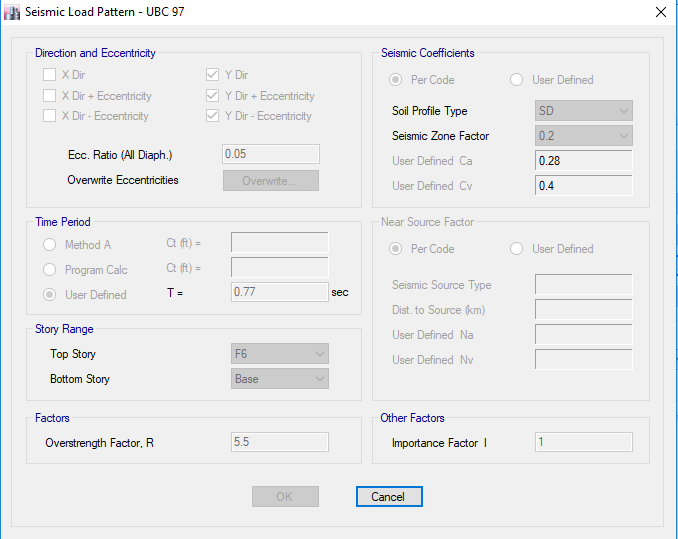 Seismic Load Pattern - UBC 97
Direction and Eccentricity
X Dir
Y Dir
X Dir + Eccentricity
Y Dir + Eccentricity
X Dir - Eccentricity
Y Dir - Eccentricity
Ecc. Ratio (All Diaph.)
0.05
Overwrite Eccentricities
Overwrite...
Seismic Coefficients
Per Code
User Defined
Soil Profile Type
SD
Seismic Zone Factor
0.2
User Defined Ca
0.28
User Defined Cv
0.4
Time Period
Method A
Ct (ft) =
Program Calc
Ct (ft) =
User Defined
T =
0.77
sec
Near Source Factor
Per Code
User Defined
Seismic Source Type
Dist. to Source (km)
User Defined Na
User Defined Nv
Story Range
Top Story
F6
Bottom Story
Base
Factors
Overstrength Factor, R
5.5
Other Factors
Importance Factor I
1
OK
Cancel